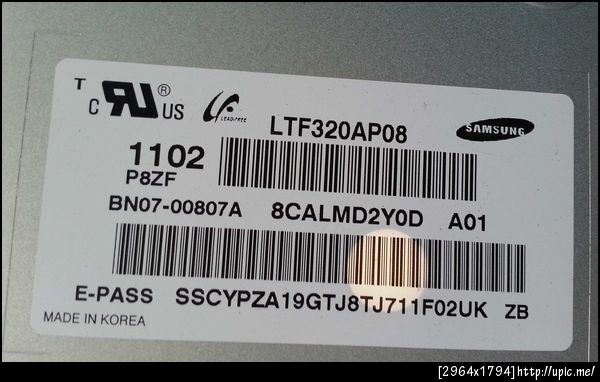 T
c RU ® US LEAD-FREE LTF320AP08 SAMSUNG
1102
P8ZF
BN07-00807A 8CALMD2Y0D A01
E-PASS SSCYPZA19GTJ8TJ711F02UK ZB
MADE IN KOREA
[2964x1794]http://upic.me/